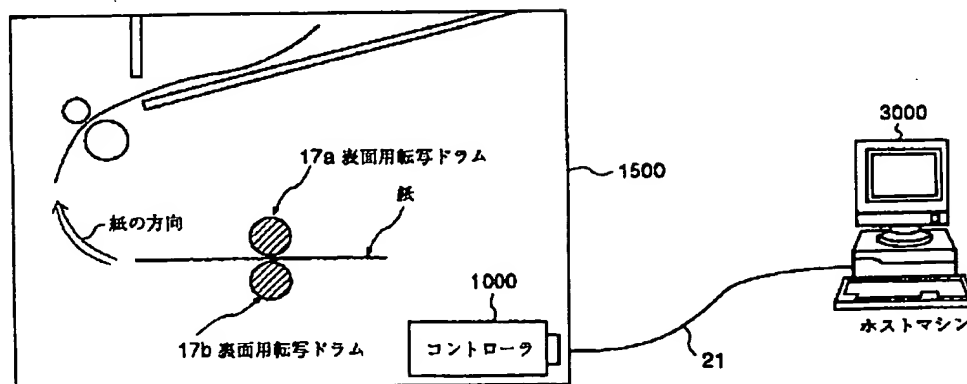 3000
17a 表面用転写ドラム
1500
紙
紙の方向
1000
17b 裏面用転写ドラム
コントローラ
ホストマシン
21